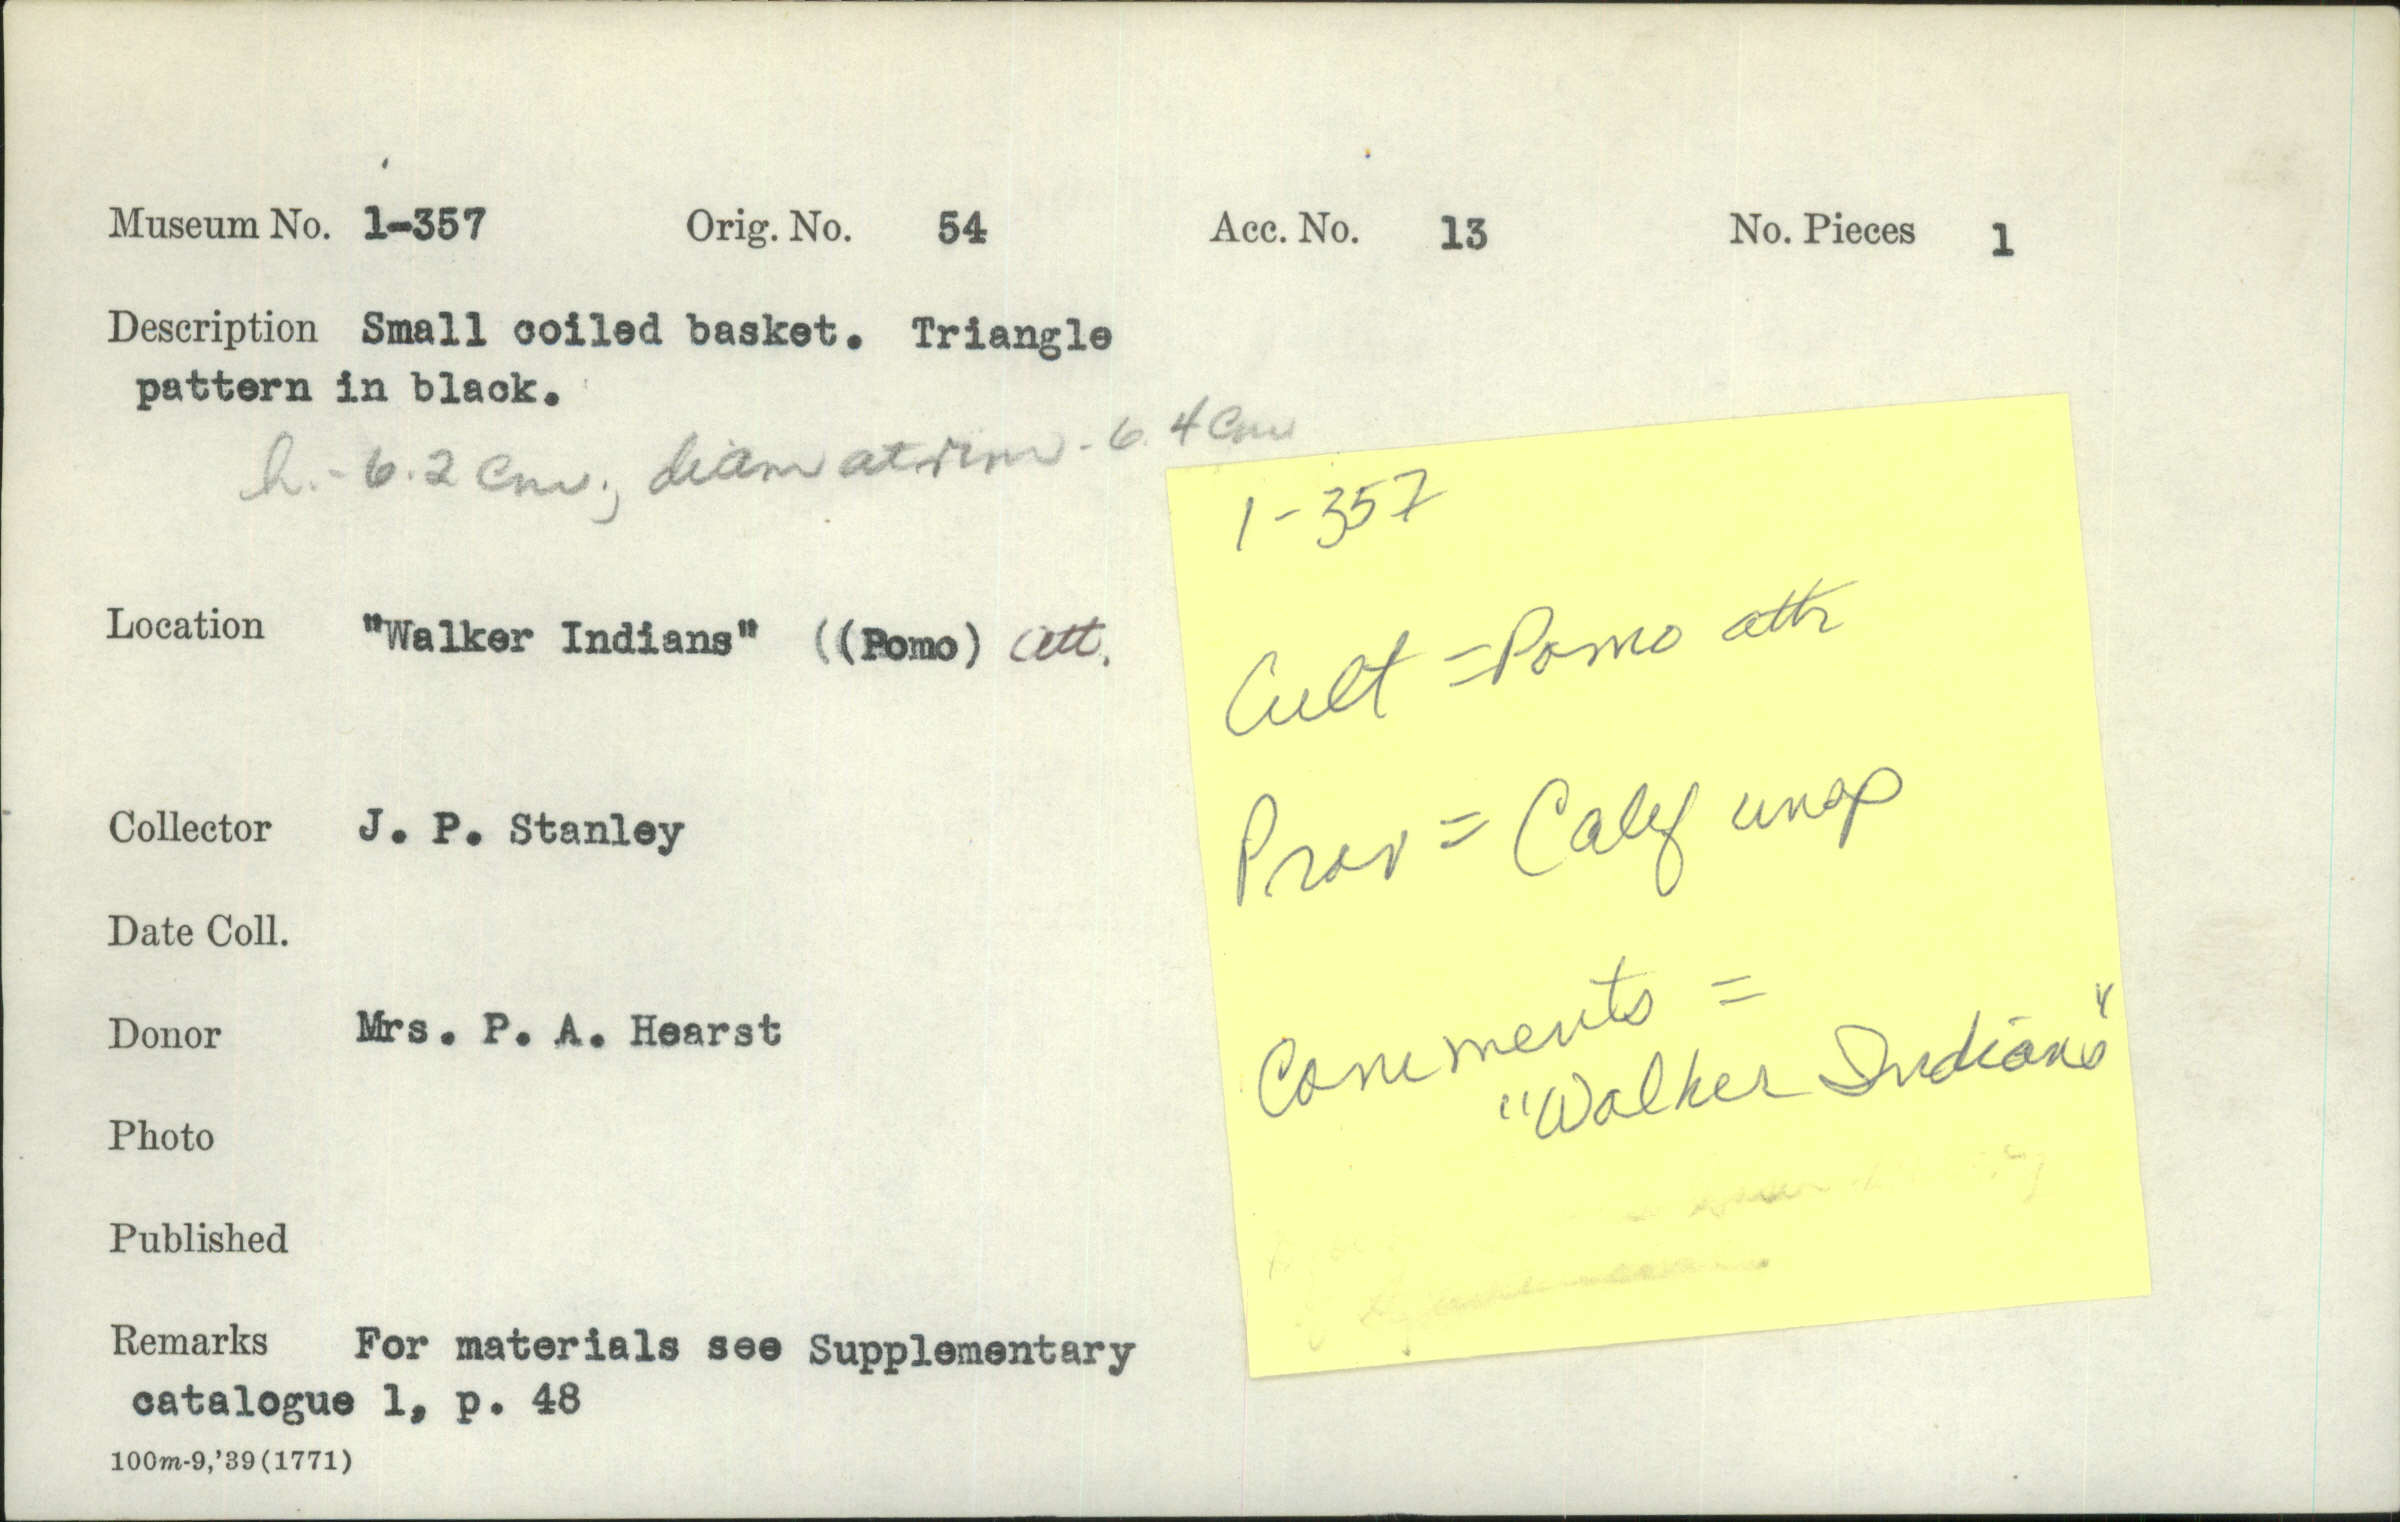 Museum No. 1-357 Orig. No. 54 Acc. No. 13 No. Pieces 1
Description Small coiled basket. Triangle
pattern in black.
h. - 6.2 cm.; diam at rim - 6.4 cm
Location "Walker Indians" ((Pomo) att.
Collector J. P. Stanley
Date Coll.
Donor Mrs. P. A. Hearst
Photo
Published
Remarks For materials see Supplementary
catalogue 1, p. 48
100m-9,'39(1771)
1-357
Cult = Pomo attr
Prov = Calif unsp
Comments =
"Walker Indians"